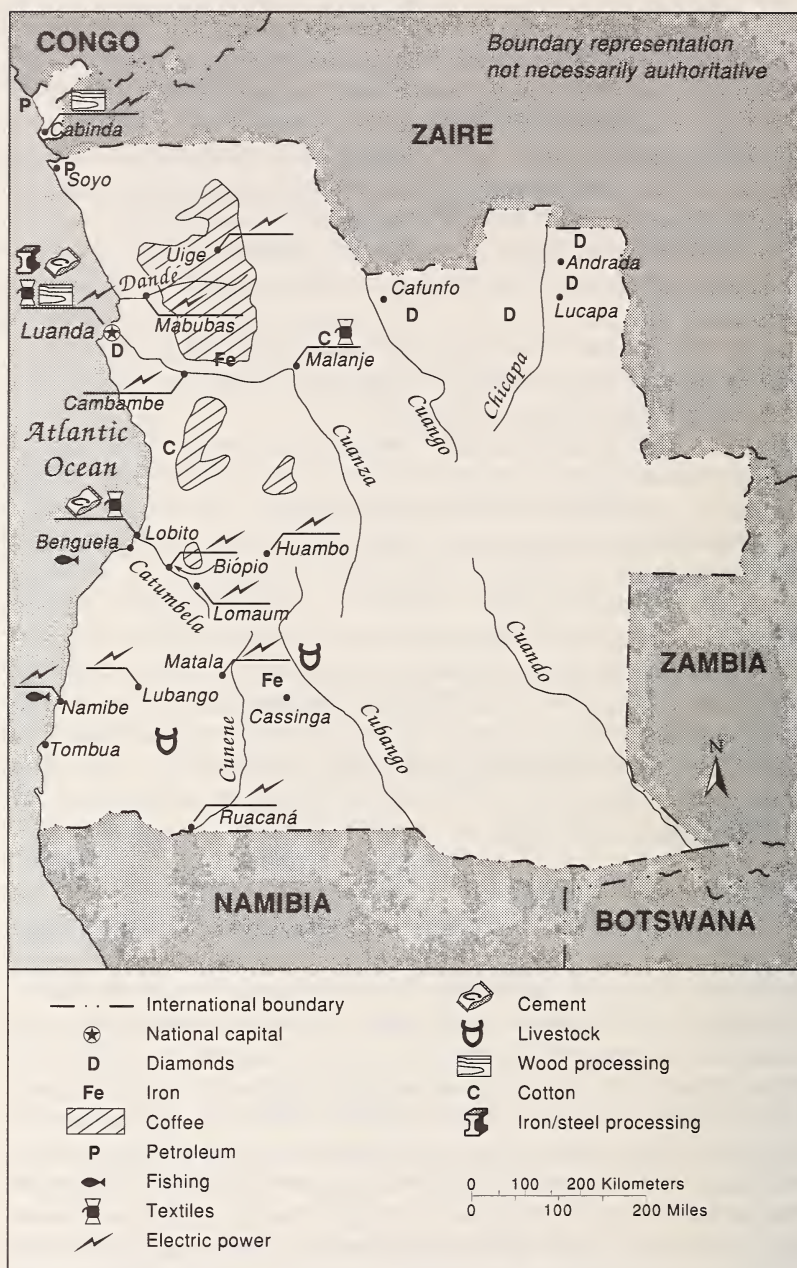 CONGO
Boundary representation
not necessarily authoritative
P
Cabinda
ZAIRE
P
Soyo
Uige
Dande
Mabubas
Luanda
D
Fe
C
Malanje
Cafunfo
D
D
D
Andrada
D
Lucapa
Chicapa
Cuango
Cambambe
Cuanza
Atlantic
Ocean
C
Lobito
Benguela
Biópio
Huambo
Catumbela
Lomaum
Cuando
ZAMBIA
Matala
Fe
Lubango
Namibe
Cassinga
Tombua
Cunene
Cubango
N
Ruacaná
NAMIBIA
BOTSWANA
International boundary
National capital
D Diamonds
Fe Iron
Coffee
P Petroleum
Fishing
Textiles
Electric power
C Cement
Livestock
Wood processing
C Cotton
Iron/steel processing
0 100 200 Kilometers
0 100 200 Miles